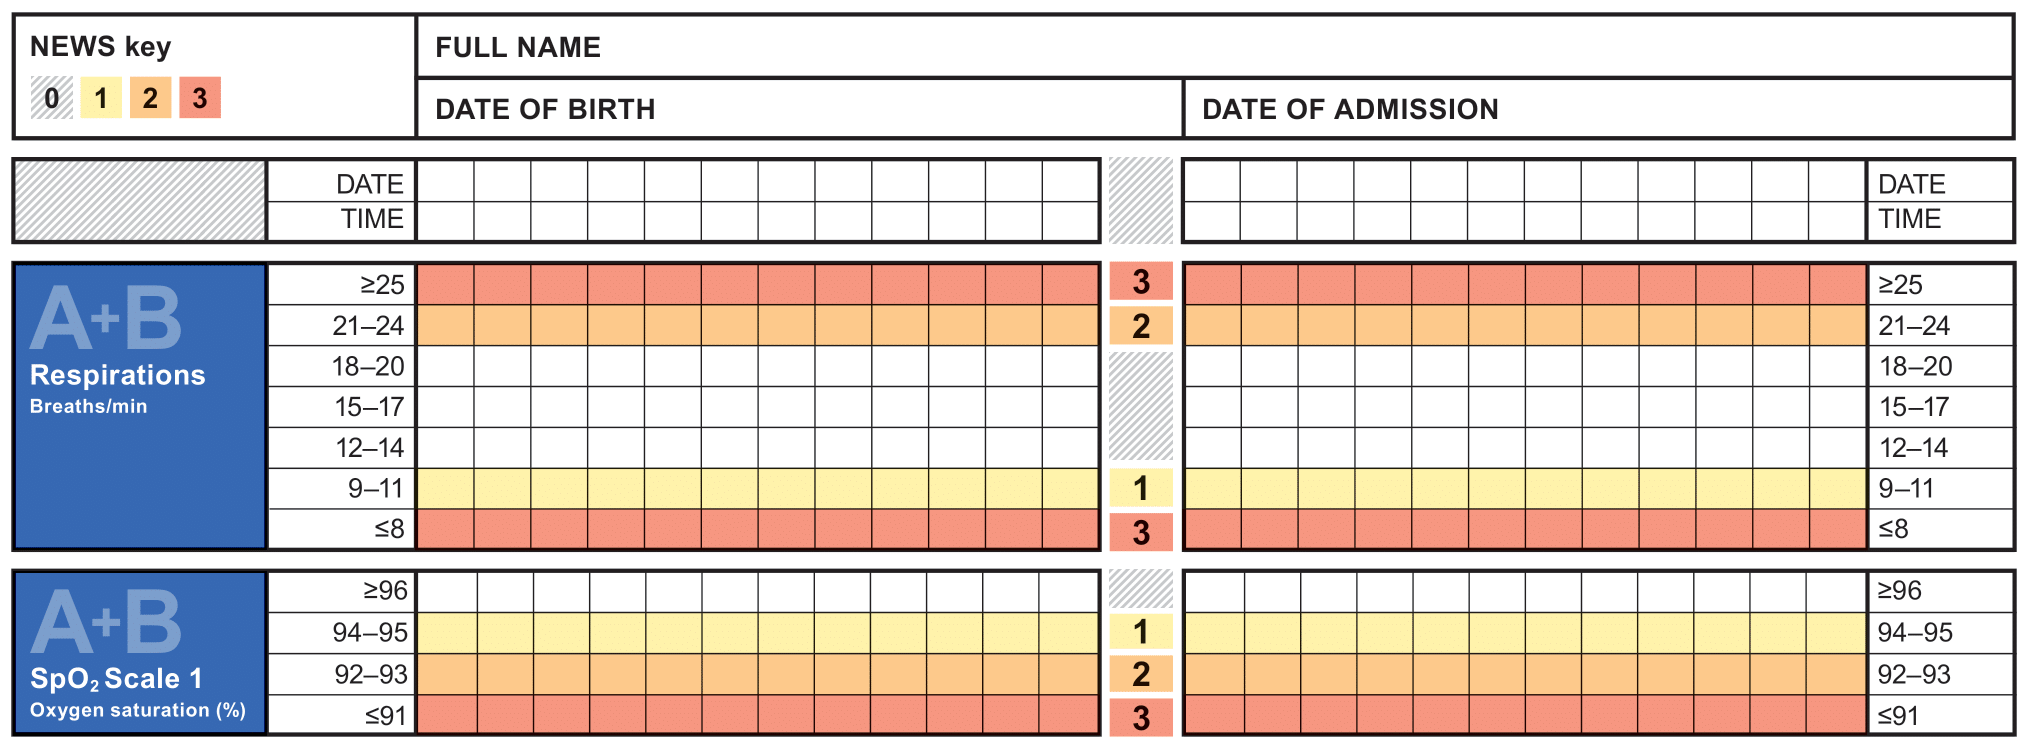 NEWS key
0 1 2 3
FULL NAME
DATE OF BIRTH
DATE OF ADMISSION
DATE DATE
TIME TIME
A+B
Respirations
Breaths/min
≥25 3 ≥25
21–24 2 21–24
18–20 18–20
15–17 15–17
12–14 12–14
9–11 1 9–11
≤8 3 ≤8
A+B
SpO₂ Scale 1
Oxygen saturation (%)
≥96 ≥96
94–95 1 94–95
92–93 2 92–93
≤91 3 ≤91